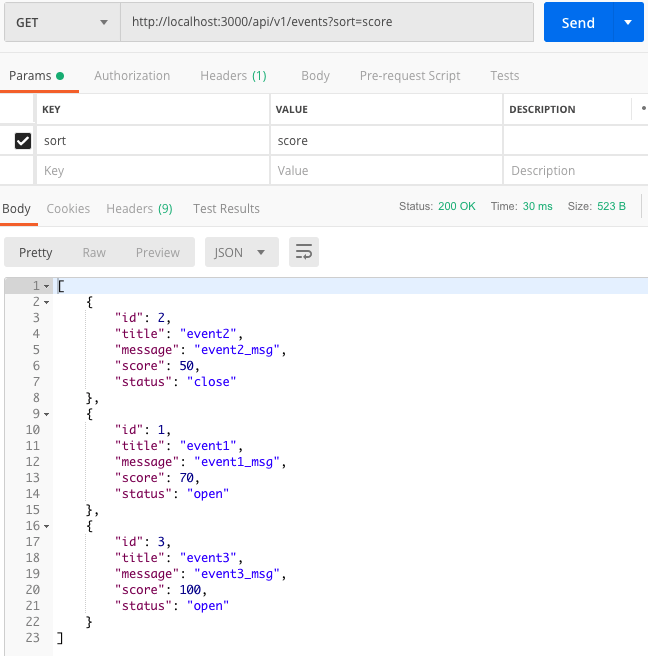 GET http://localhost:3000/api/v1/events?sort=score Send
Params Authorization Headers (1) Body Pre-request Script Tests
KEY VALUE DESCRIPTION
sort score
Key Value Description
Body Cookies Headers (9) Test Results Status: 200 OK Time: 30 ms Size: 523 B
Pretty Raw Preview JSON
1 [
2 {
3 "id": 2,
4 "title": "event2",
5 "message": "event2_msg",
6 "score": 50,
7 "status": "close"
8 },
9 {
10 "id": 1,
11 "title": "event1",
12 "message": "event1_msg",
13 "score": 70,
14 "status": "open"
15 },
16 {
17 "id": 3,
18 "title": "event3",
19 "message": "event3_msg",
20 "score": 100,
21 "status": "open"
22 }
23 ]